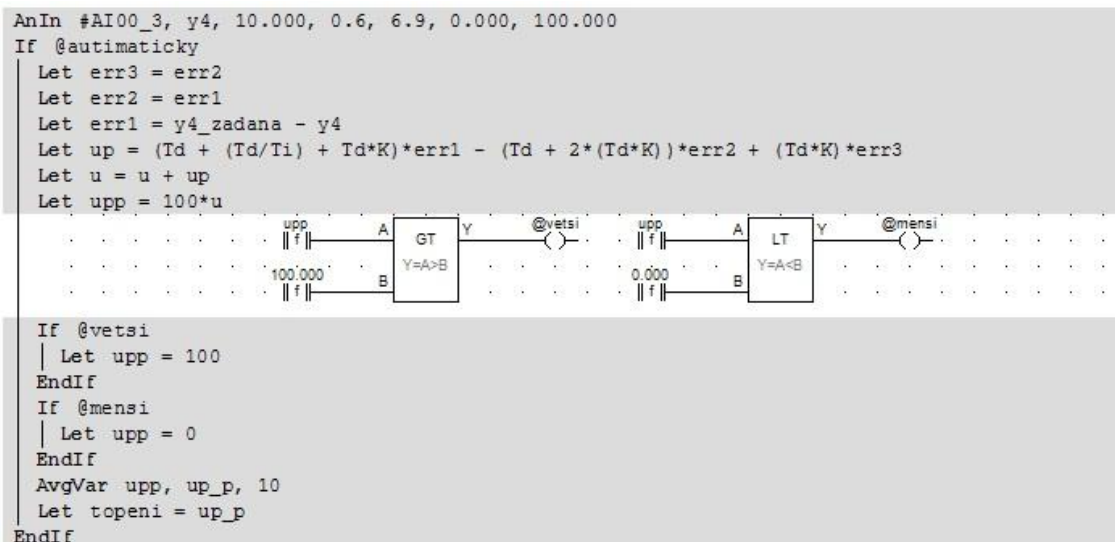 AnIn #AI00_3, y4, 10.000, 0.6, 6.9, 0.000, 100.000
If @autimaticky
Let err3 = err2
Let err2 = err1
Let err1 = y4_zadana - y4
Let up = (Td + (Td/Ti) + Td*K)*err1 - (Td + 2*(Td*K))*err2 + (Td*K)*err3
Let u = u + up
Let upp = 100*u
upp f A GT Y @vetsi upp f A LT Y @mensi
100.000 f B Y=A>B 0.000 f B Y=A<B
If @vetsi
Let upp = 100
EndIf
If @mensi
Let upp = 0
EndIf
AvgVar upp, up_p, 10
Let topeni = up_p
EndIf